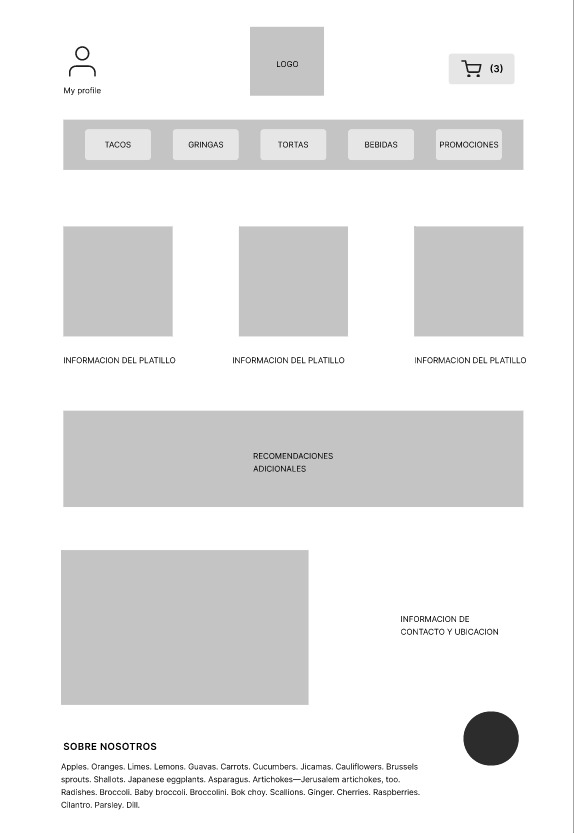 LOGO
(3)
My profile
TACOS GRINGAS TORTAS BEBIDAS PROMOCIONES
INFORMACION DEL PLATILLO INFORMACION DEL PLATILLO INFORMACION DEL PLATILLO
RECOMENDACIONES
ADICIONALES
INFORMACION DE
CONTACTO Y UBICACION
SOBRE NOSOTROS
Apples. Oranges. Limes. Lemons. Guavas. Carrots. Cucumbers. Jicamas. Cauliflowers. Brussels
sprouts. Shallots. Japanese eggplants. Asparagus. Artichokes—Jerusalem artichokes, too.
Radishes. Broccoli. Baby broccoli. Broccolini. Bok choy. Scallions. Ginger. Cherries. Raspberries.
Cilantro. Parsley. Dill.